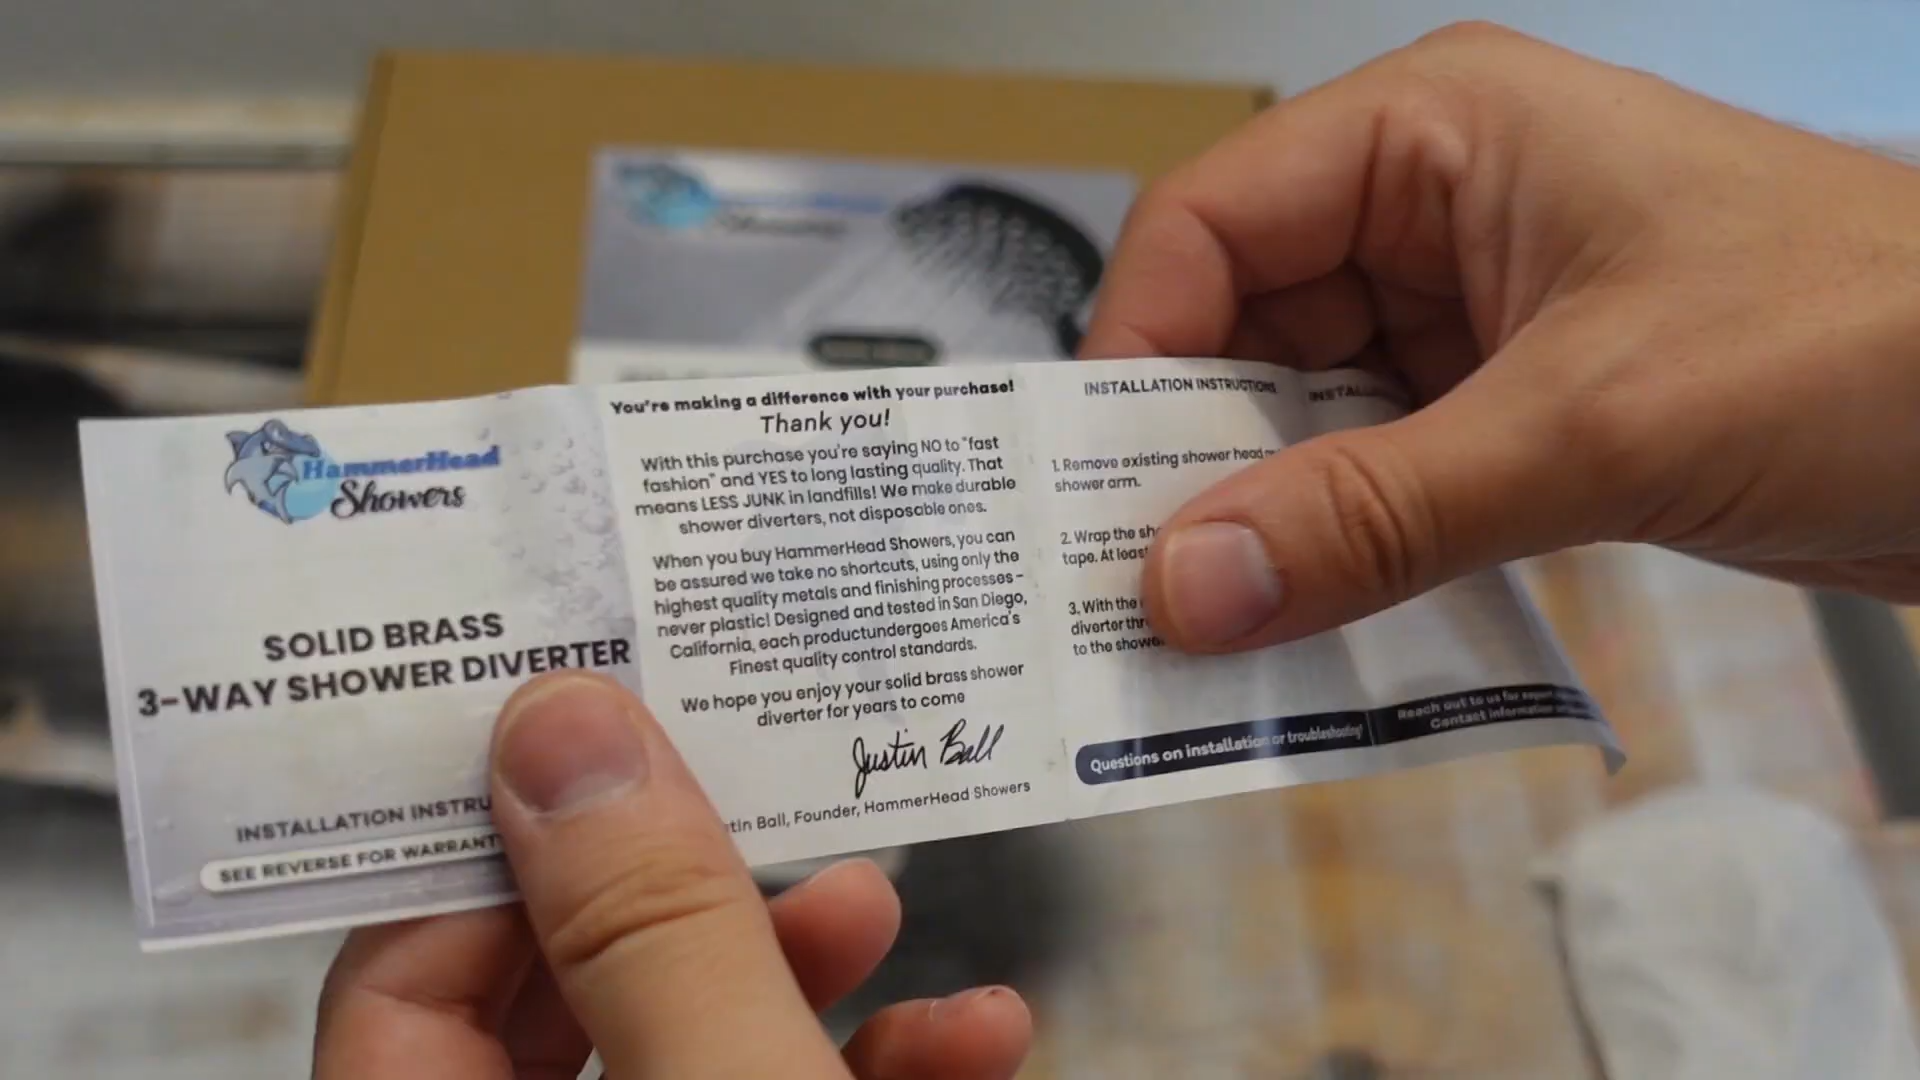 HammerHead
Showers
SOLID BRASS
3-WAY SHOWER DIVERTER
INSTALLATION INSTRU
SEE REVERSE FOR WARRANT
You're making a difference with your purchase!
Thank you!
With this purchase you're saying NO to "fast
fashion" and YES to long lasting quality. That
means LESS JUNK in landfills! We make durable
shower diverters, not disposable ones.
When you buy HammerHead Showers, you can
be assured we take no shortcuts, using only the
highest quality metals and finishing processes -
never plastic! Designed and tested in San Diego,
California, each productundergoes America's
Finest quality control standards.
We hope you enjoy your solid brass shower
diverter for years to come
Justin Ball
tin Ball, Founder, HammerHead Showers
INSTALLATION INSTRUCTIONS
1. Remove existing shower head
shower arm.
2. Wrap the sh
tape. At least
3. With the
diverter thr
to the shower
Questions on installation or troubleshooting?
INSTALL
Reach out to us for
Contact information
Showers